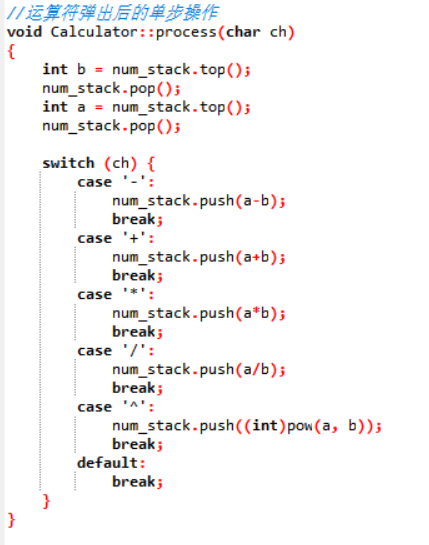 //运算符弹出后的单步操作
void Calculator::process(char ch)
{
    int b = num_stack.top();
    num_stack.pop();
    int a = num_stack.top();
    num_stack.pop();

    switch (ch) {
        case '-':
            num_stack.push(a-b);
            break;
        case '+':
            num_stack.push(a+b);
            break;
        case '*':
            num_stack.push(a*b);
            break;
        case '/':
            num_stack.push(a/b);
            break;
        case '^':
            num_stack.push((int)pow(a, b));
            break;
        default:
            break;
    }
}